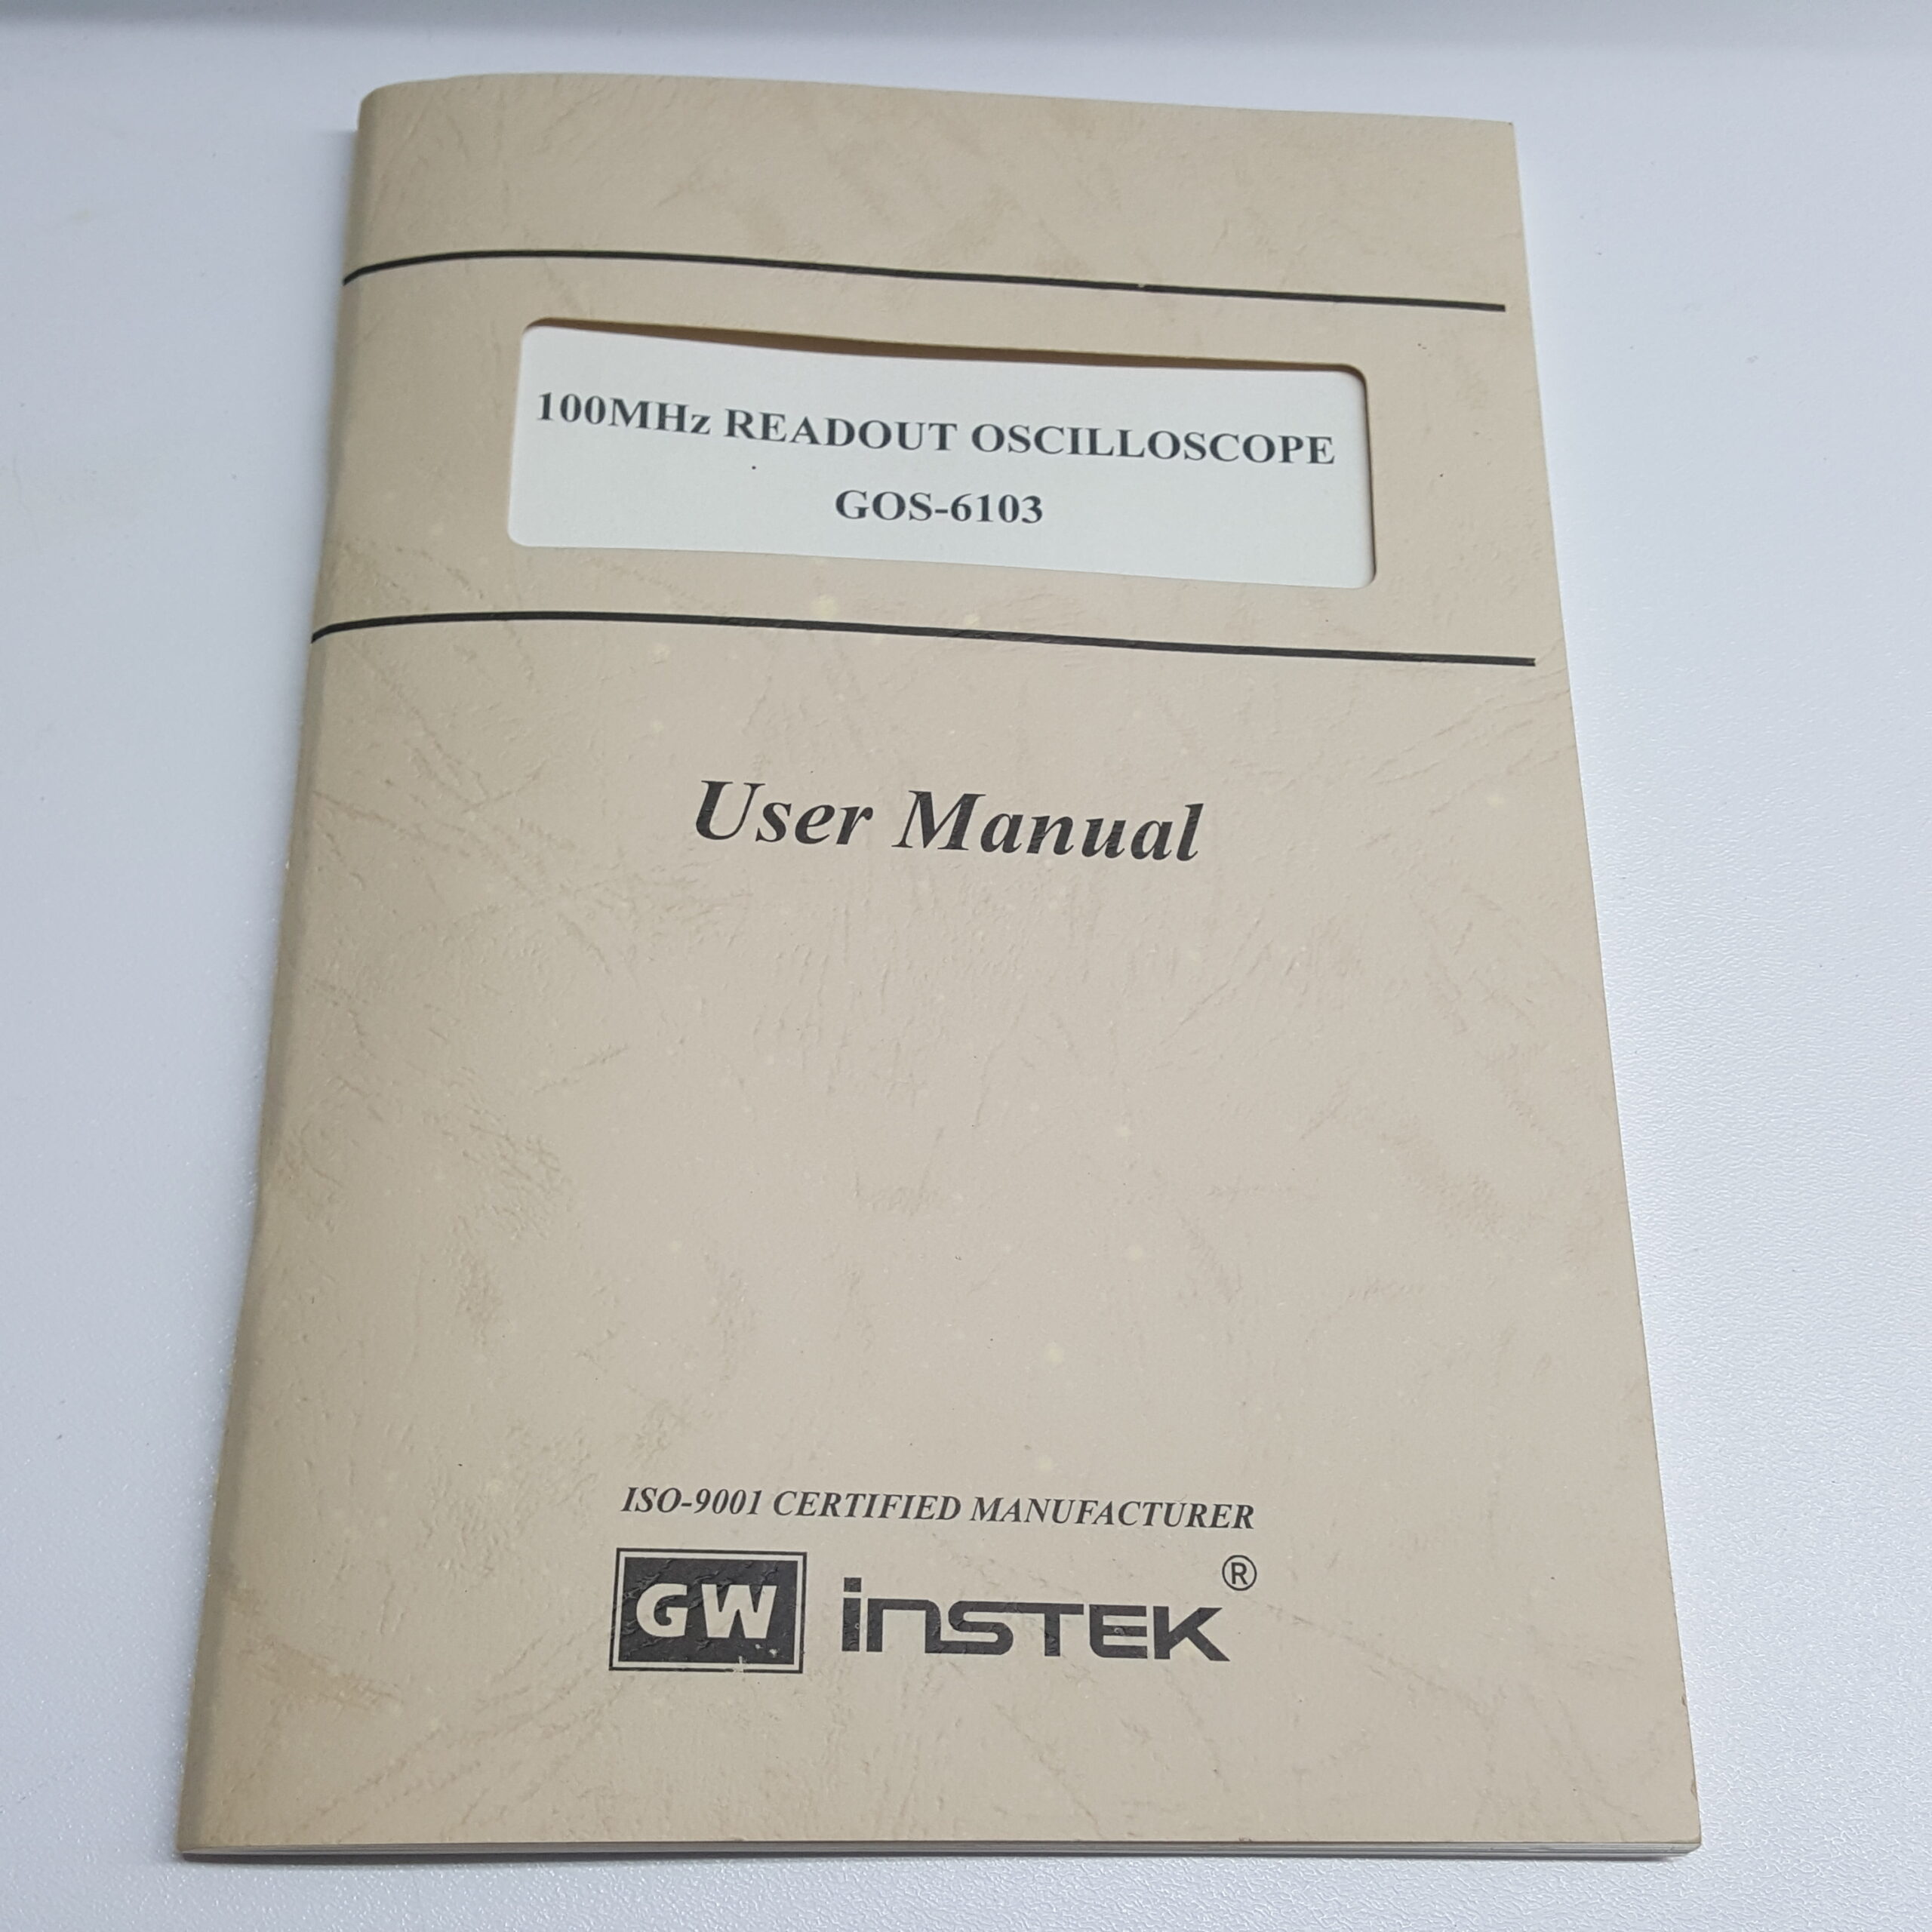 100MHz READOUT OSCILLOSCOPE
GOS-6103
User Manual
ISO-9001 CERTIFIED MANUFACTURER
GW INSTEK®